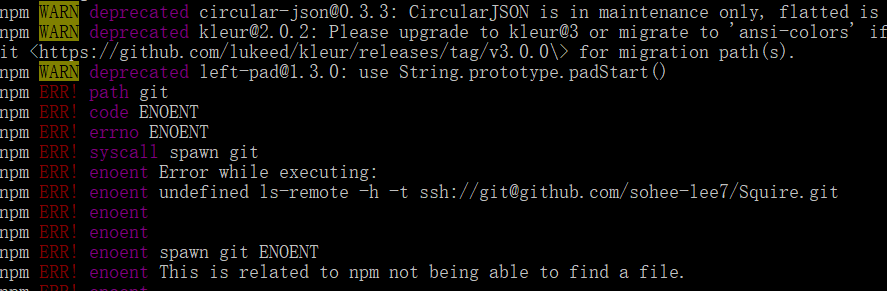 npm WARN deprecated circular-json@0.3.3: CircularJSON is in maintenance only, flatted is
npm WARN deprecated kleur@2.0.2: Please upgrade to kleur@3 or migrate to 'ansi-colors' if
it <https://github.com/lukeed/kleur/releases/tag/v3.0.0\> for migration path(s).
npm WARN deprecated left-pad@1.3.0: use String.prototype.padStart()
npm ERR! path git
npm ERR! code ENOENT
npm ERR! errno ENOENT
npm ERR! syscall spawn git
npm ERR! enoent Error while executing:
npm ERR! enoent undefined ls-remote -h -t ssh://git@github.com/sohee-lee7/Squire.git
npm ERR! enoent
npm ERR! enoent
npm ERR! enoent spawn git ENOENT
npm ERR! enoent This is related to npm not being able to find a file.
npm ERR! enoent